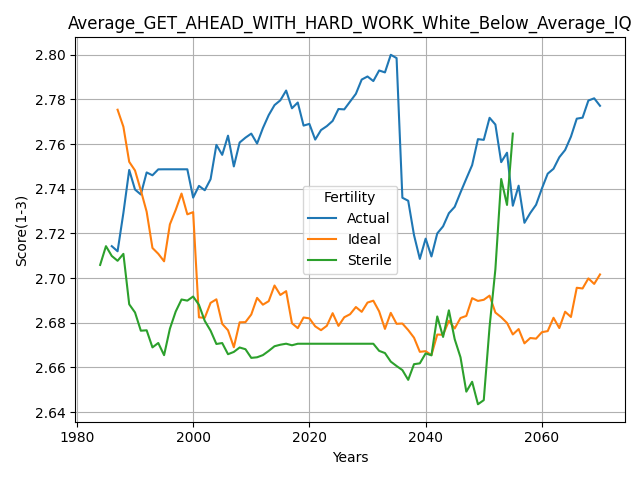 Average_GET_AHEAD_WITH_HARD_WORK_White_Below_Average_IQ
Score(1-3)
2.80
2.78
2.76
2.74
2.72
2.70
2.68
2.66
2.64
Fertility
Actual
Ideal
Sterile
1980
2000
2020
2040
2060
Years